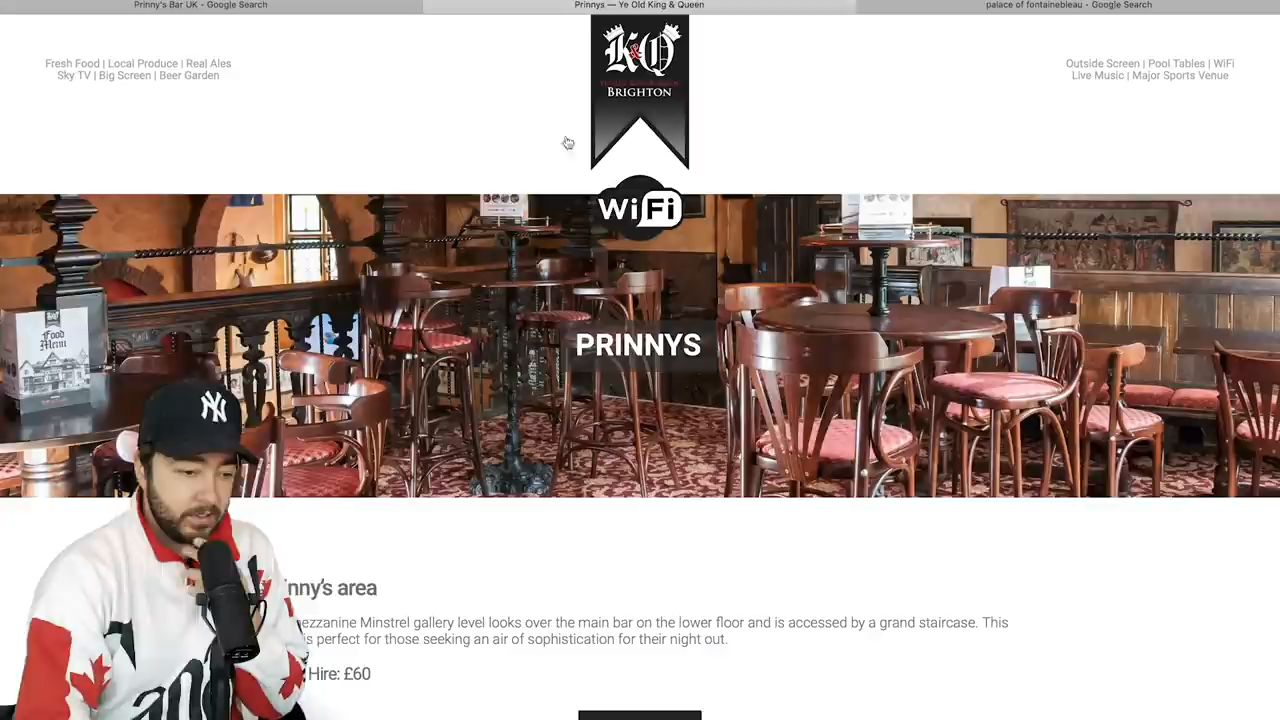 Prinny's Bar UK - Google Search
Prinnys — Ye Old King & Queen
palace of fontainebleau - Google Search
Fresh Food | Local Produce | Real Ales
Sky TV | Big Screen | Beer Garden
K&Q
BRIGHTON
Outside Screen | Pool Tables | WiFi
Live Music | Major Sports Venue
WiFi
PRINNYS
Food
Menu
NY
inny's area
ezzanine Minstrel gallery level looks over the main bar on the lower floor and is accessed by a grand staircase. This
is perfect for those seeking an air of sophistication for their night out.
Hire: £60